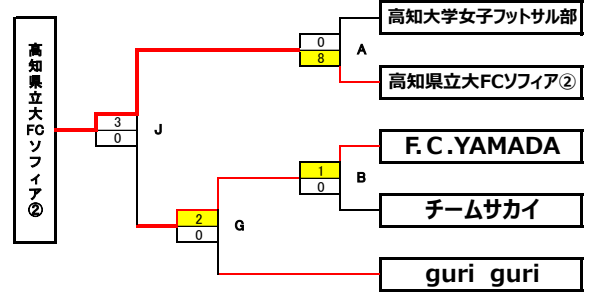 高知県立大FCソフィア②
高知大学女子フットサル部
0
A
8
高知県立大FCソフィア②
3
J
0
F.C.YAMADA
1
B
0
チームサカイ
2
G
0
guri guri